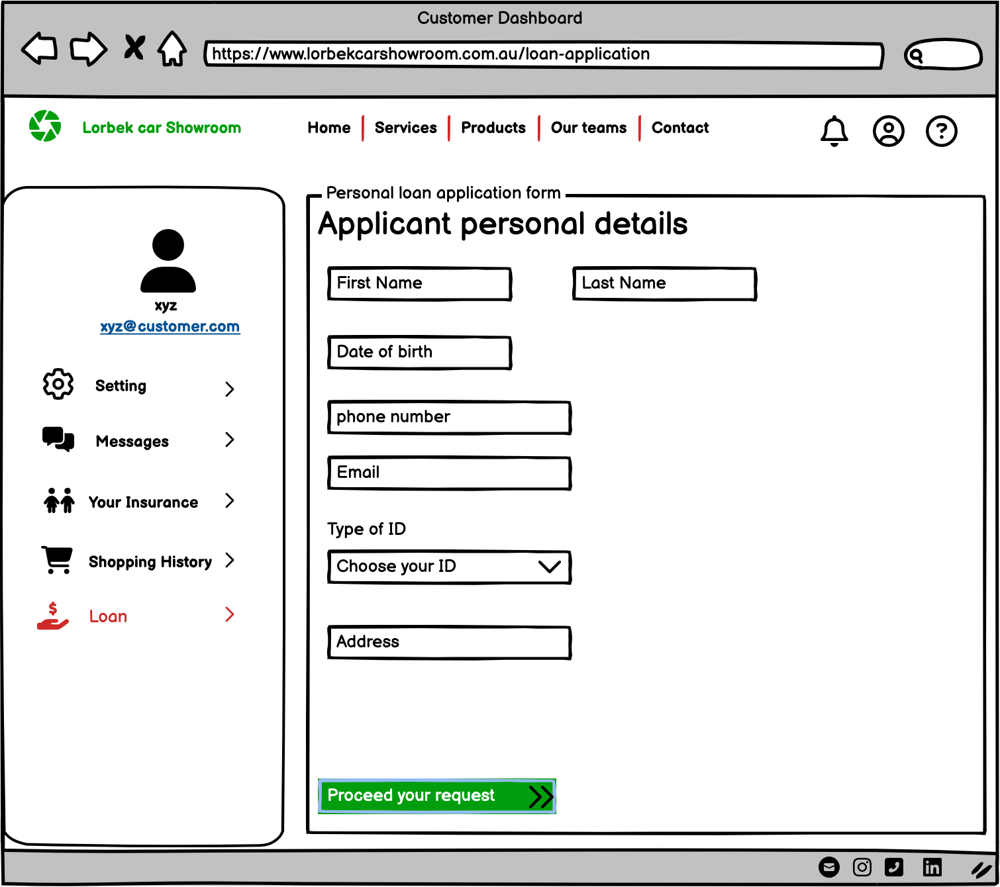 Customer Dashboard
https://www.lorbekcarshowroom.com.au/loan-application
Lorbek car Showroom
Home
Services
Products
Our teams
Contact
xyz
xyz@customer.com
Setting
Messages
Your Insurance
Shopping History
Loan
Personal loan application form
Applicant personal details
First Name
Last Name
Date of birth
phone number
Email
Type of ID
Choose your ID
Address
Proceed your request